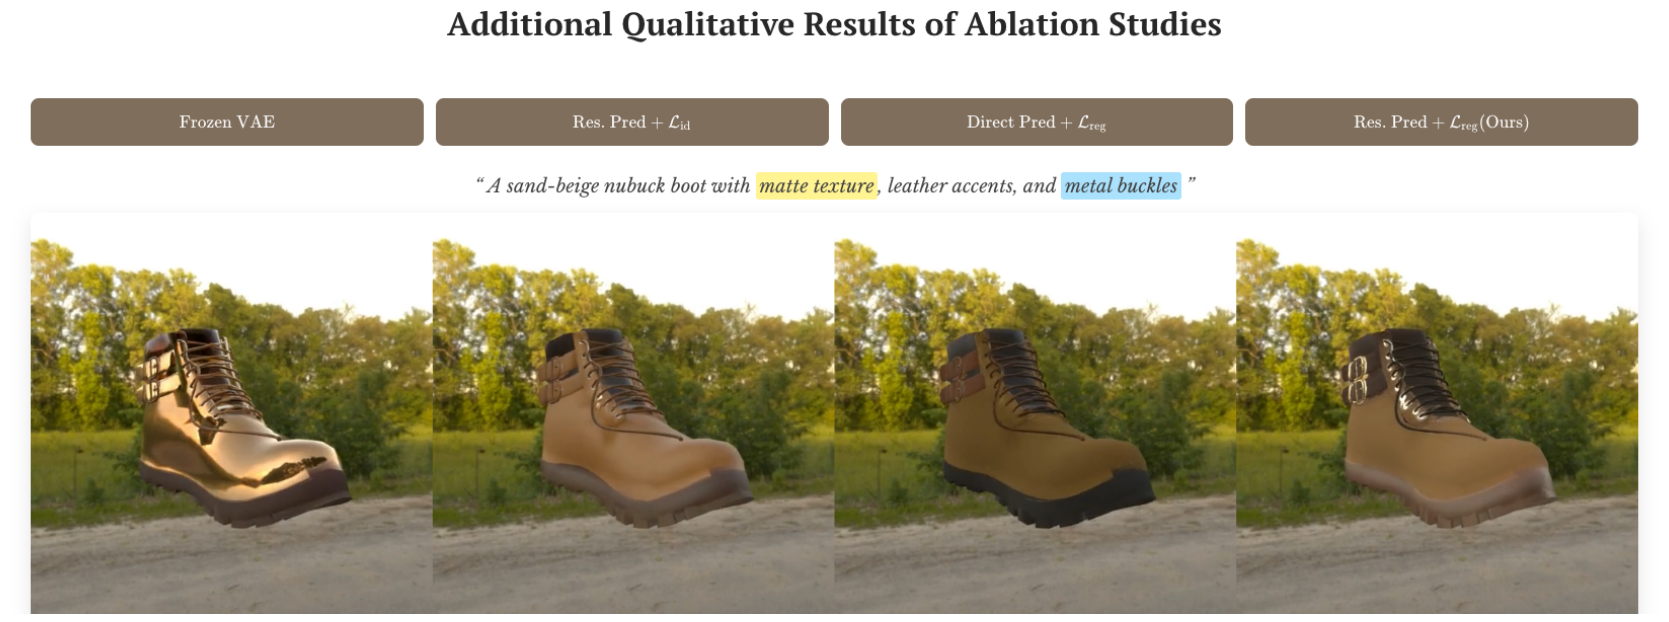 Additional Qualitative Results of Ablation Studies
Frozen VAE
Res. Pred + ℒid
Direct Pred + ℒreg
Res. Pred + ℒreg(Ours)
“ A sand-beige nubuck boot with matte texture, leather accents, and metal buckles ”